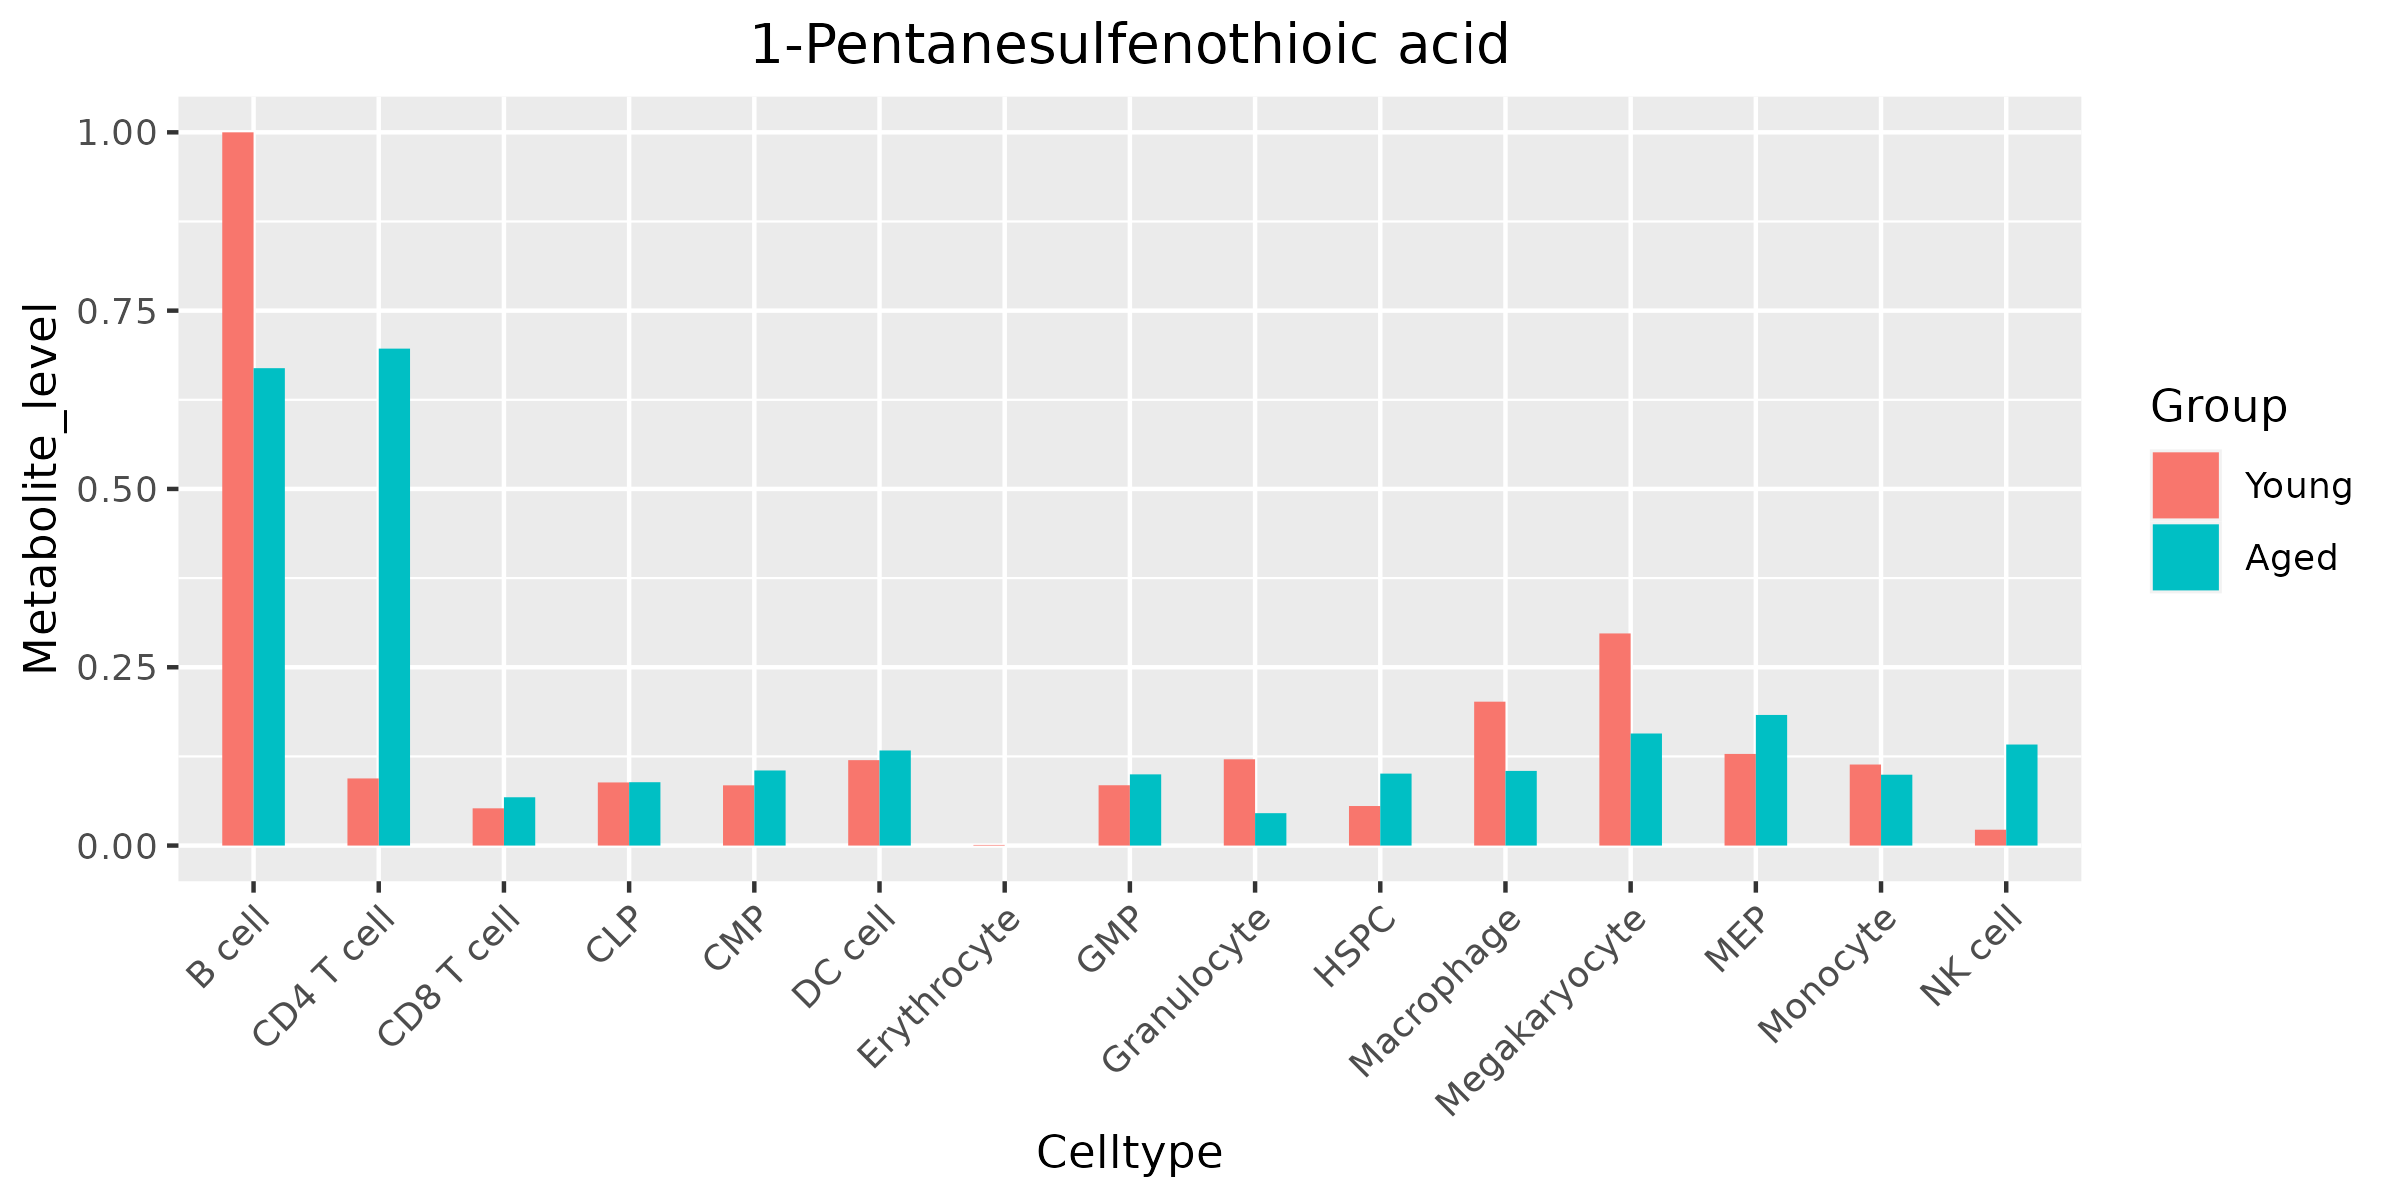 1-Pentanesulfenothioic acid
Metabolite_level
1.00
0.75
0.50
0.25
0.00
B cell
CD4 T cell
CD8 T cell
CLP
CMP
DC cell
Erythrocyte
GMP
Granulocyte
HSPC
Macrophage
Megakaryocyte
MEP
Monocyte
NK cell
Celltype
Group
Young
Aged